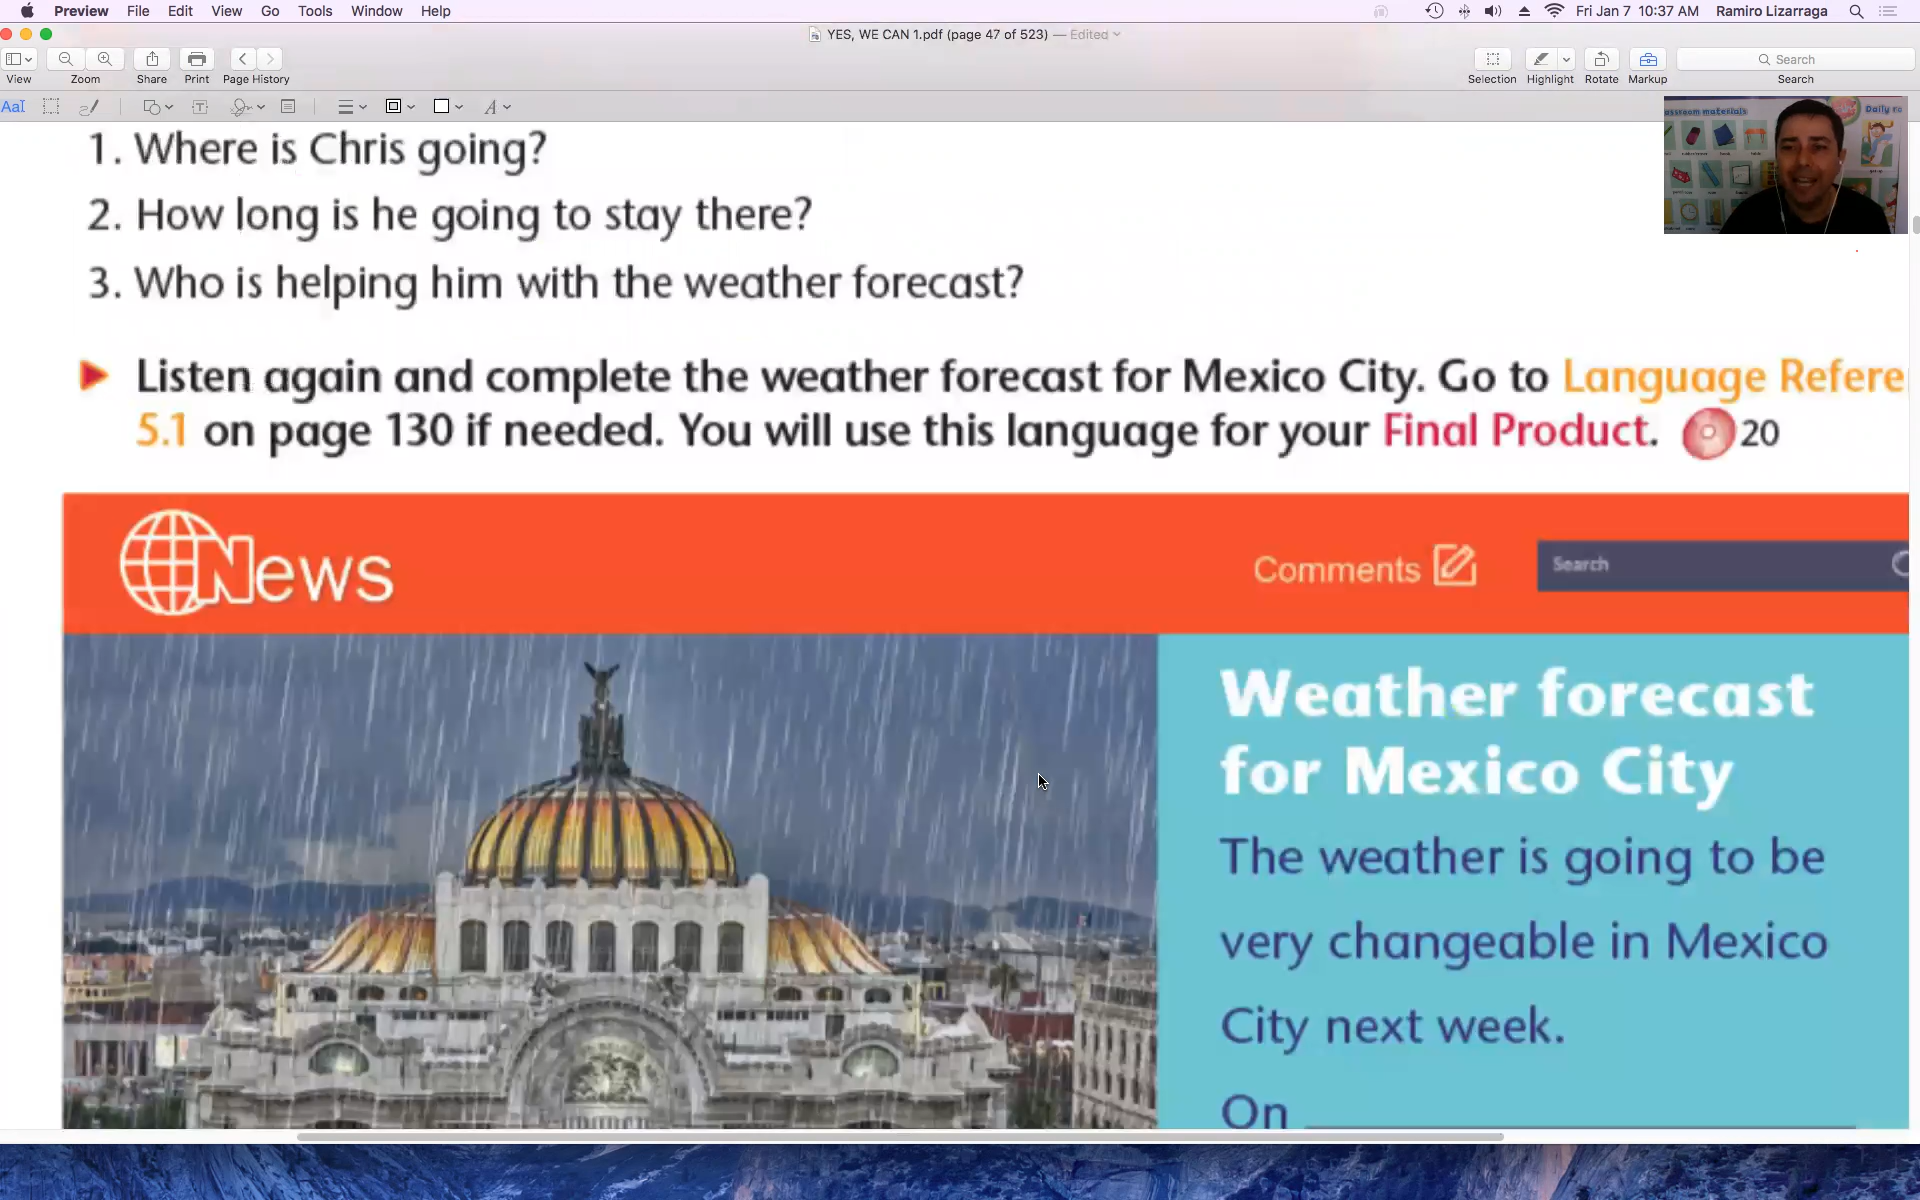 Preview File Edit View Go Tools Window Help
Fri Jan 7 10:37 AM Ramiro Lizarraga
YES, WE CAN 1.pdf (page 47 of 523) — Edited
View Zoom Share Print Page History
Selection Highlight Rotate Markup Search
Search
AaI
A
Daily ro
1. Where is Chris going?
2. How long is he going to stay there?
3. Who is helping him with the weather forecast?
Listen again and complete the weather forecast for Mexico City. Go to Language Refere
5.1 on page 130 if needed. You will use this language for your Final Product. 20
News
Comments
Search
Weather forecast
for Mexico City
The weather is going to be
very changeable in Mexico
City next week.
On